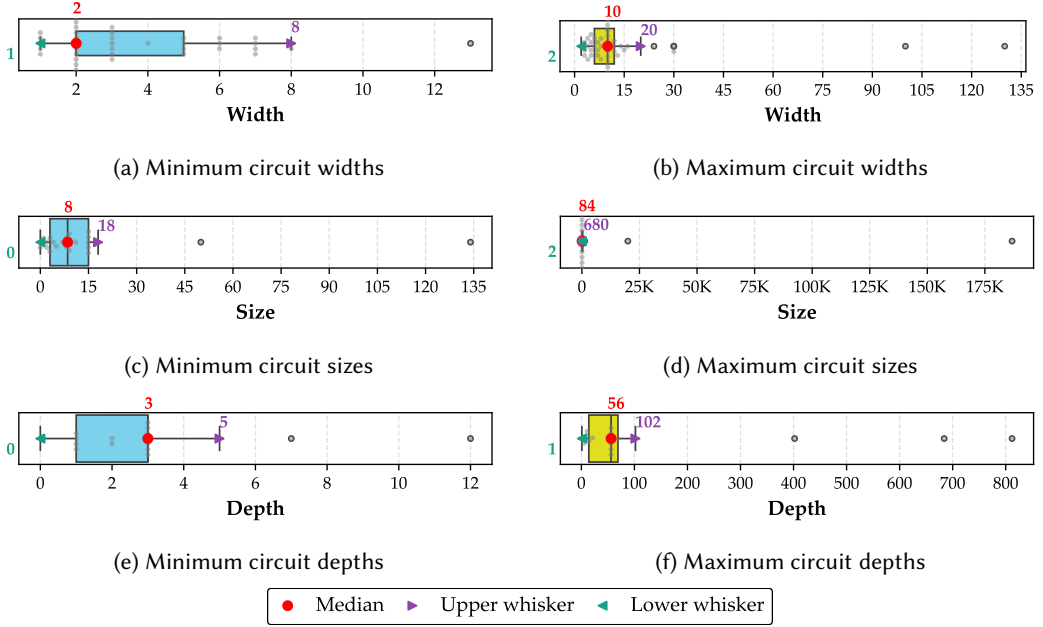 2
8
1
2 4 6 8 10 12
Width
(a) Minimum circuit widths
10
20
2
0 15 30 45 60 75 90 105 120 135
Width
(b) Maximum circuit widths
8
18
0
0 15 30 45 60 75 90 105 120 135
Size
(c) Minimum circuit sizes
84
680
2
0 25K 50K 75K 100K 125K 150K 175K
Size
(d) Maximum circuit sizes
3
5
0
0 2 4 6 8 10 12
Depth
(e) Minimum circuit depths
56
102
1
0 100 200 300 400 500 600 700 800
Depth
(f) Maximum circuit depths
Median Upper whisker Lower whisker